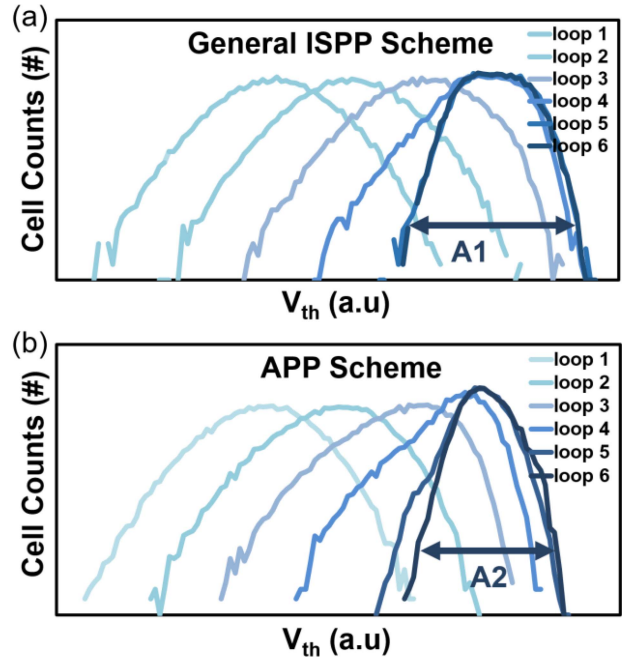 (a)
General ISPP Scheme
loop 1
loop 2
loop 3
loop 4
loop 5
loop 6
Cell Counts (#)
A1
Vth (a.u)
(b)
APP Scheme
loop 1
loop 2
loop 3
loop 4
loop 5
loop 6
Cell Counts (#)
A2
Vth (a.u)